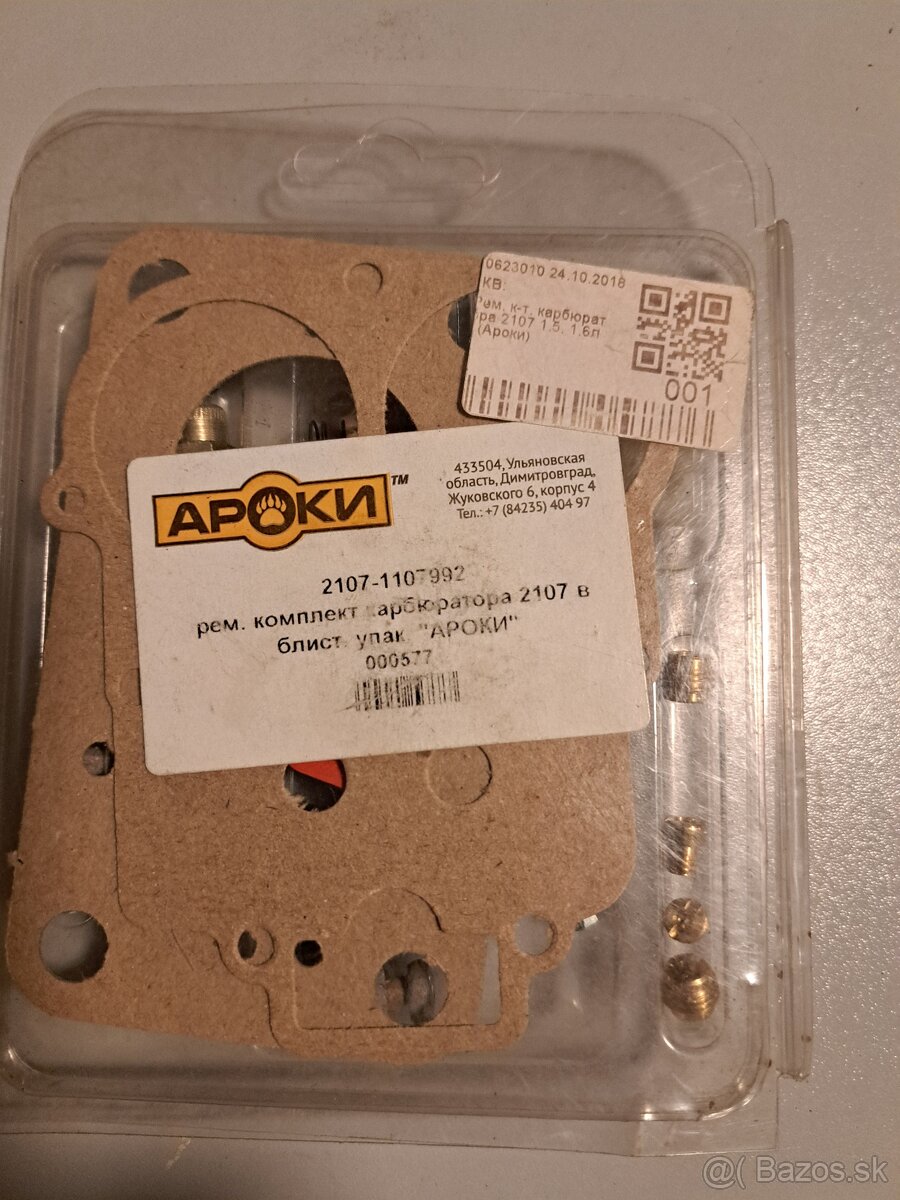 0623010 24.10.2018
КВ:
Рем. к-т. карбюрат
ора 2107 1.5, 1.6л
(Ароки)
001
АРОКИ™
433504, Ульяновская
область, Димитровград,
Жуковского 6, корпус 4
Тел.: +7 (84235) 404 97
2107-1107992
рем. комплект карбюратора 2107 в
блист. упак. "АРОКИ"
000577
@( Bazos.sk